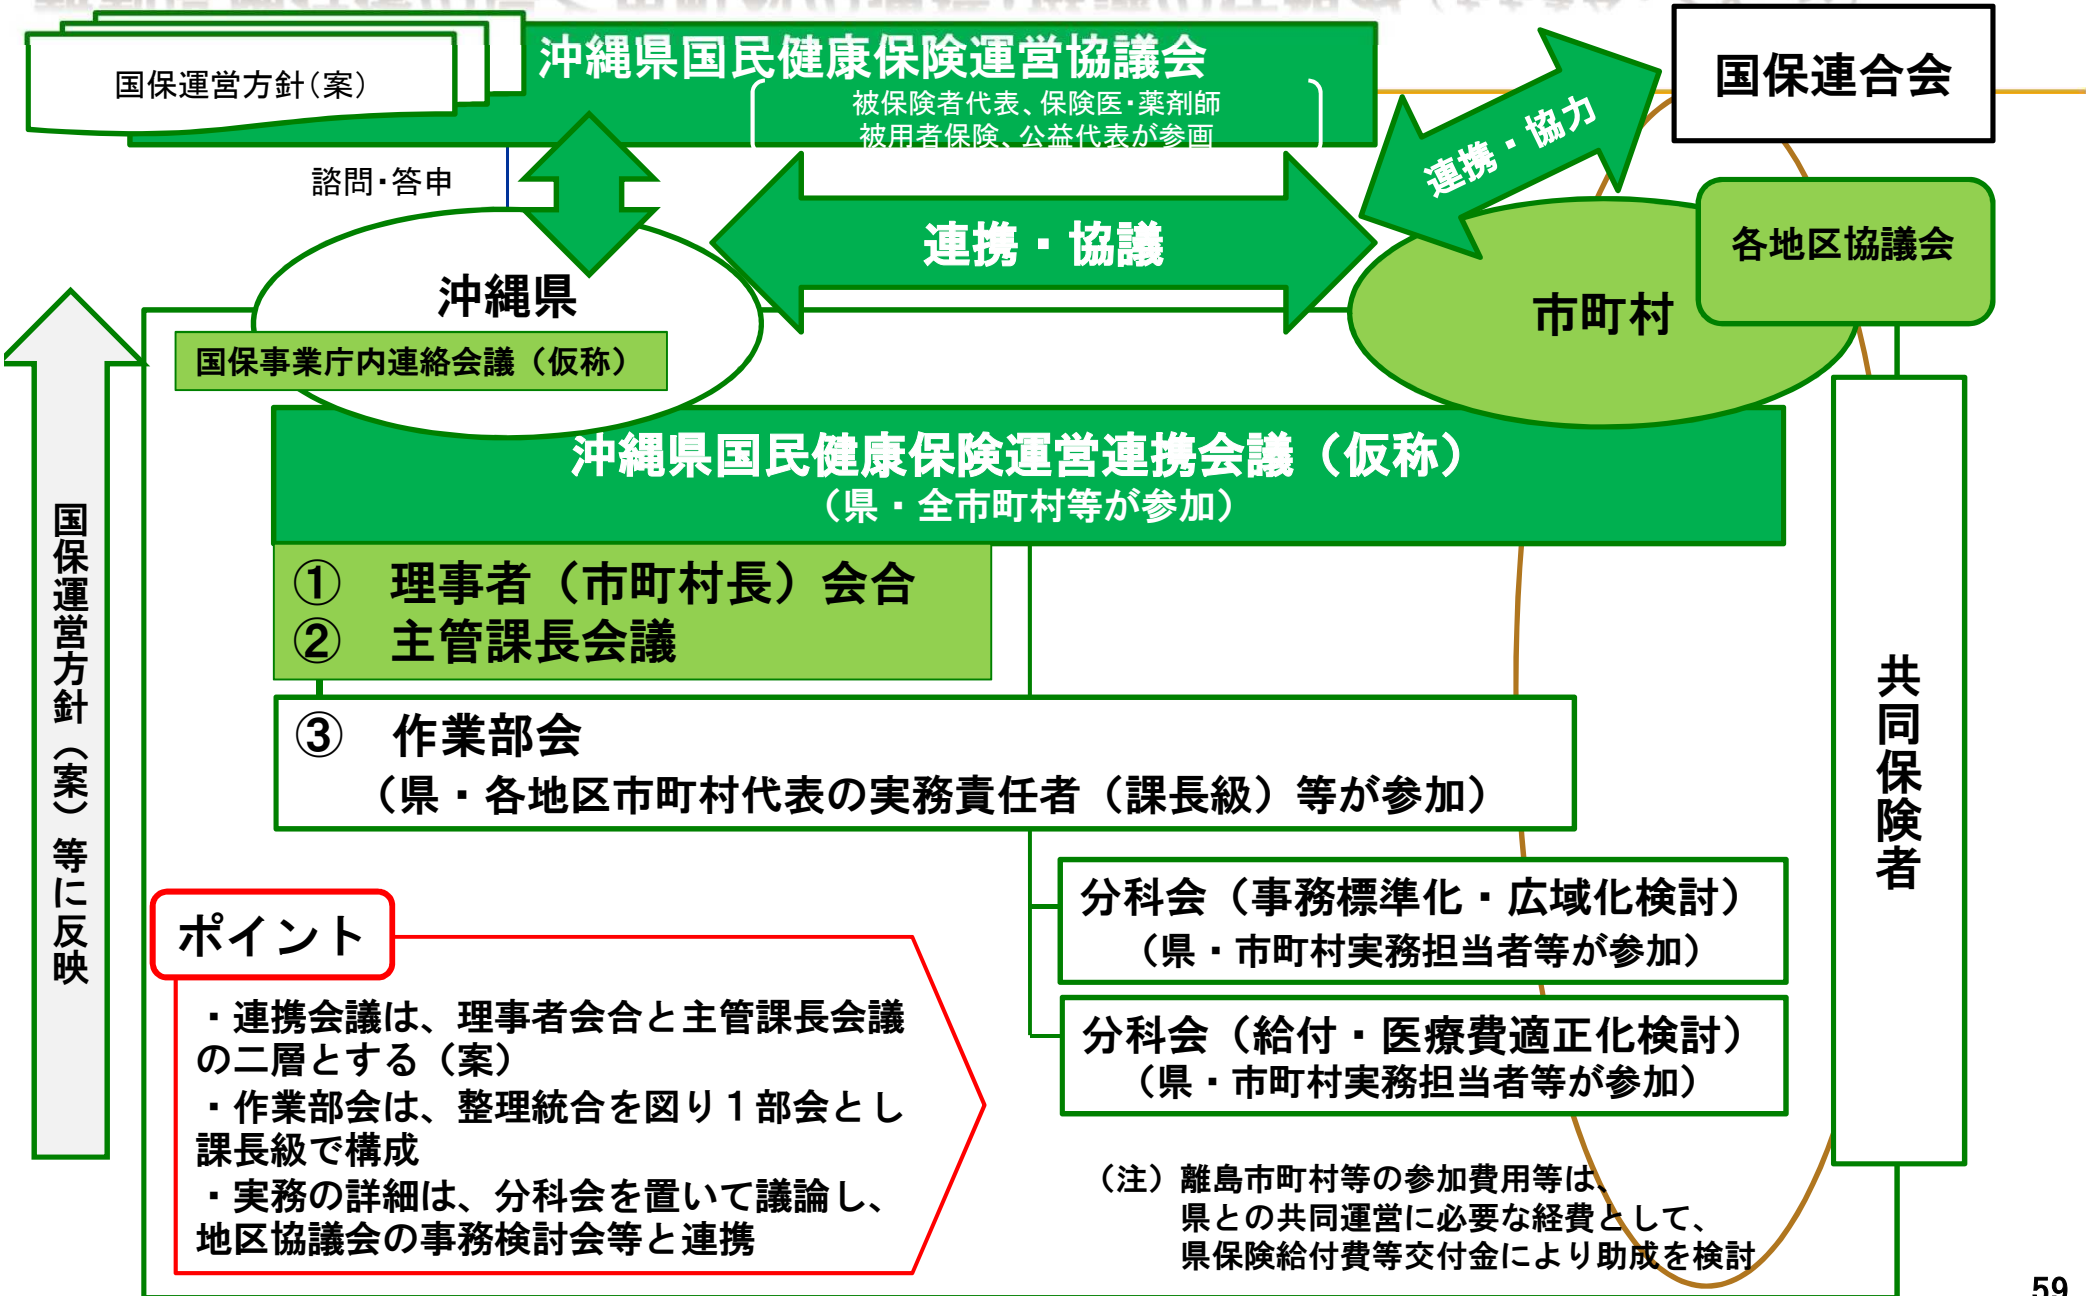 国保運営方針（案）
沖縄県国民健康保険運営協議会
被保険者代表、保険医・薬剤師
被用者保険、公益代表が参画
国保連合会
連携・協力
諮問・答申
連携・協議
各地区協議会
沖縄県
市町村
国保事業庁内連絡会議（仮称）
沖縄県国民健康保険運営連携会議（仮称）
（県・全市町村等が参加）
国保運営方針（案）等に反映
① 理事者（市町村長）会合
② 主管課長会議
③ 作業部会
（県・各地区市町村代表の実務責任者（課長級）等が参加）
共同保険者
分科会（事務標準化・広域化検討）
（県・市町村実務担当者等が参加）
分科会（給付・医療費適正化検討）
（県・市町村実務担当者等が参加）
ポイント
・連携会議は、理事者会合と主管課長会議
の二層とする（案）
・作業部会は、整理統合を図り１部会とし
課長級で構成
・実務の詳細は、分科会を置いて議論し、
地区協議会の事務検討会等と連携
（注）離島市町村等の参加費用等は、
県との共同運営に必要な経費として、
県保険給付費等交付金により助成を検討
59